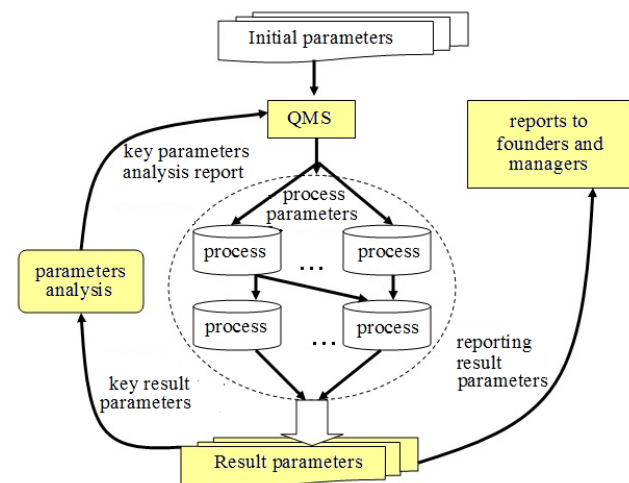 Initial parameters
QMS
reports to
founders and
managers
key parameters
analysis report
process
parameters
process
...
process
parameters
analysis
process
...
process
reporting
result
parameters
key result
parameters
Result parameters